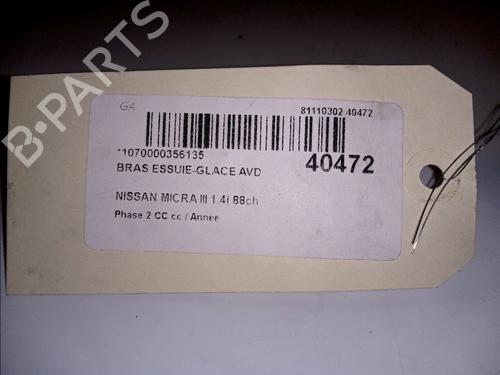 GA
81110302 40472
*1070000356135
BRAS ESSUIE-GLACE AVD
40472
NISSAN MICRA III 1.4i 88ch
Phase 2 CC cc / Annee
B-PARTS